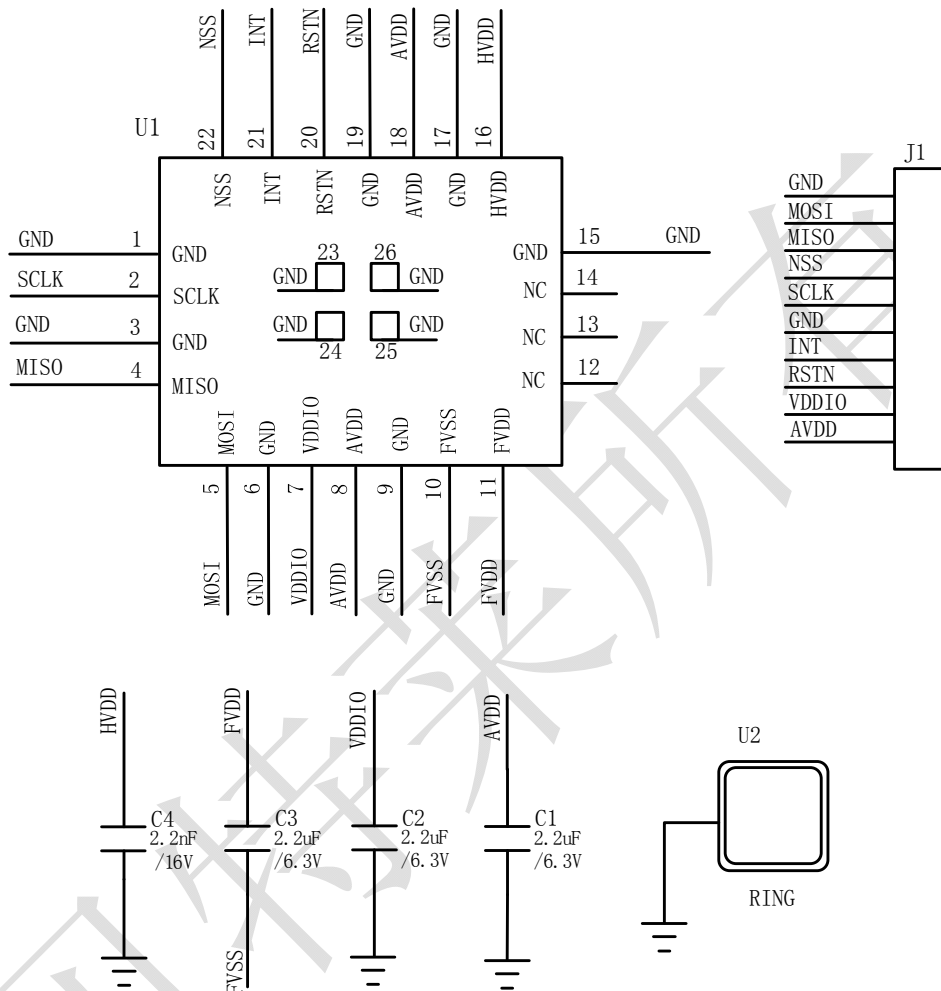 NSS
INT
RSTN
GND
AVDD
GND
HVDD
U1
22
21
20
19
18
17
16
NSS
INT
RSTN
GND
AVDD
GND
HVDD
GND 1 GND
SCLK 2 SCLK
GND 3 GND
MISO 4 MISO
23 26
GND GND
GND GND
24 25
GND 15 GND
NC 14
NC 13
NC 12
MOSI
GND
VDDIO
AVDD
GND
FVSS
FVDD
5
6
7
8
9
10
11
MOSI
GND
VDDIO
AVDD
GND
FVSS
FVDD
J1
GND
MOSI
MISO
NSS
SCLK
GND
INT
RSTN
VDDIO
AVDD
HVDD
C4
2.2nF
/16V
FVDD
C3
2.2uF
/6.3V
FVSS
VDDIO
C2
2.2uF
/6.3V
AVDD
C1
2.2uF
/6.3V
U2
RING
特莱所有